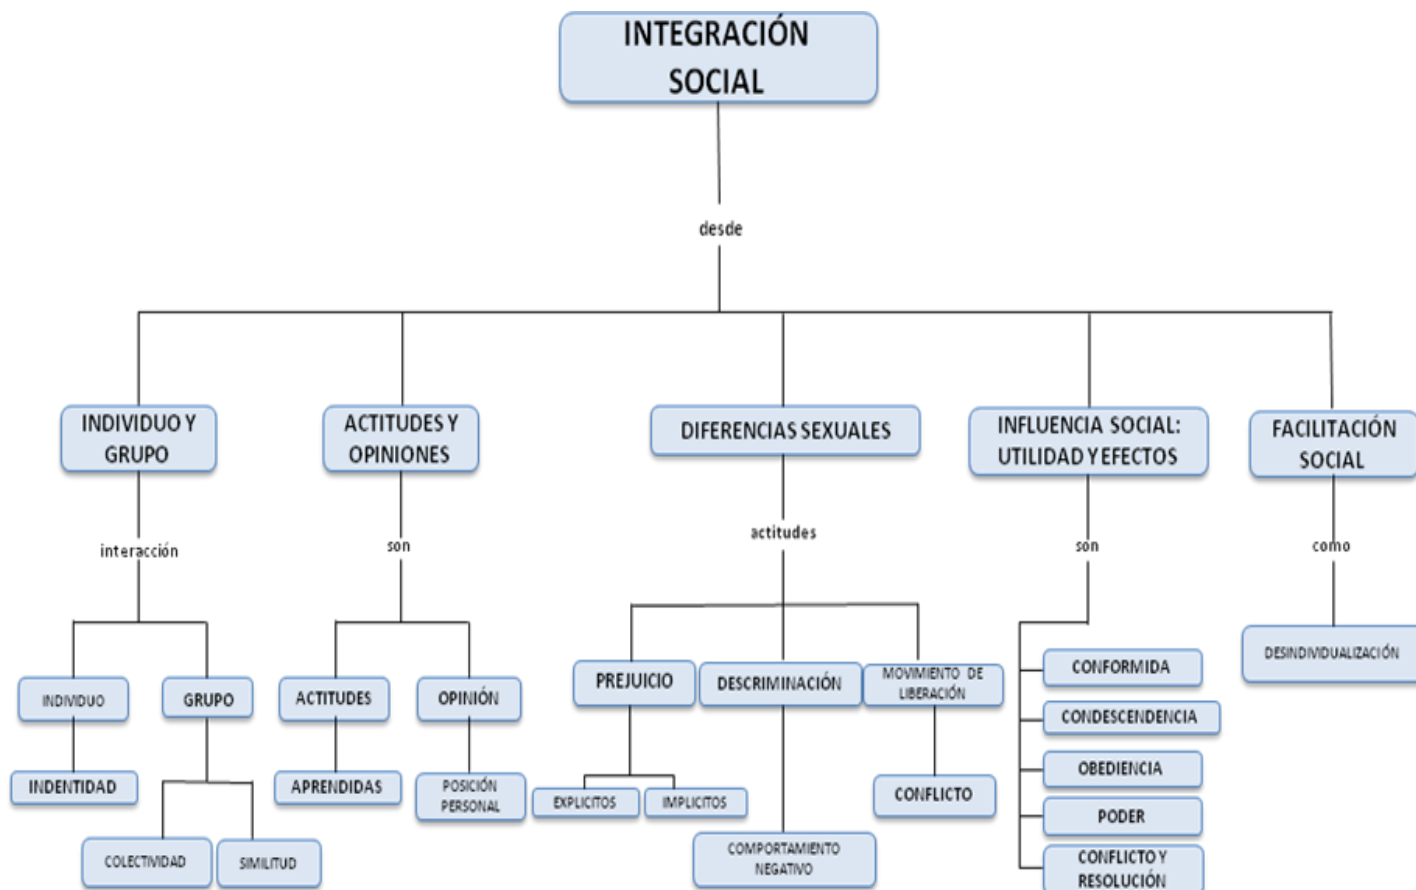 INTEGRACIÓN
SOCIAL
desde
INDIVIDUO Y
GRUPO
ACTITUDES Y
OPINIONES
DIFERENCIAS SEXUALES
INFLUENCIA SOCIAL:
UTILIDAD Y EFECTOS
FACILITACIÓN
SOCIAL
interacción
son
actitudes
son
como
INDIVIDUO
GRUPO
ACTITUDES
OPINIÓN
PREJUICIO
DESCRIMINACIÓN
MOVIMIENTO DE
LIBERACIÓN
CONFORMIDA
CONDESCENDENCIA
OBEDIENCIA
PODER
CONFLICTO Y
RESOLUCIÓN
DESINDIVIDUALIZACIÓN
INDENTIDAD
APRENDIDAS
POSICIÓN
PERSONAL
EXPLICITOS
IMPLICITOS
CONFLICTO
COLECTIVIDAD
SIMILITUD
COMPORTAMIENTO
NEGATIVO